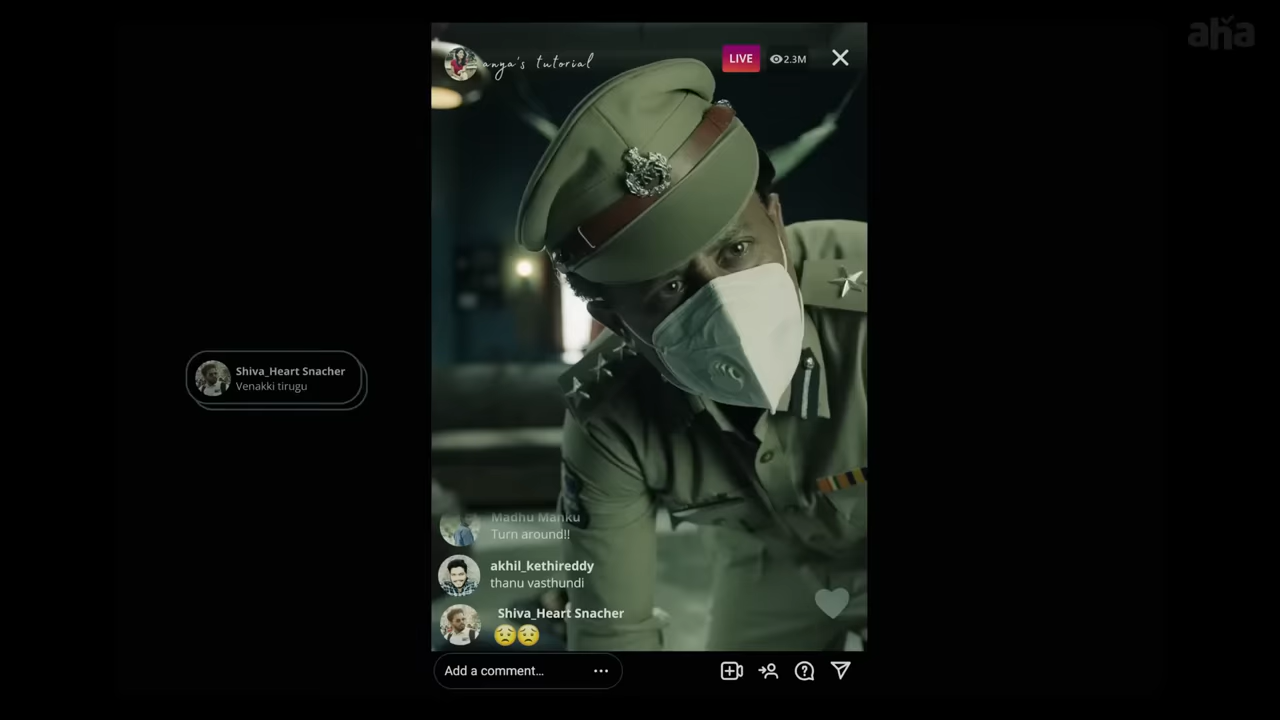 aha
anya's tutorial
LIVE
2.3M
Shiva_Heart Snacher
Venakki tirugu
Madhu Manku
Turn around!!
akhil_kethireddy
thanu vasthundi
Shiva_Heart Snacher
😟😟
Add a comment...